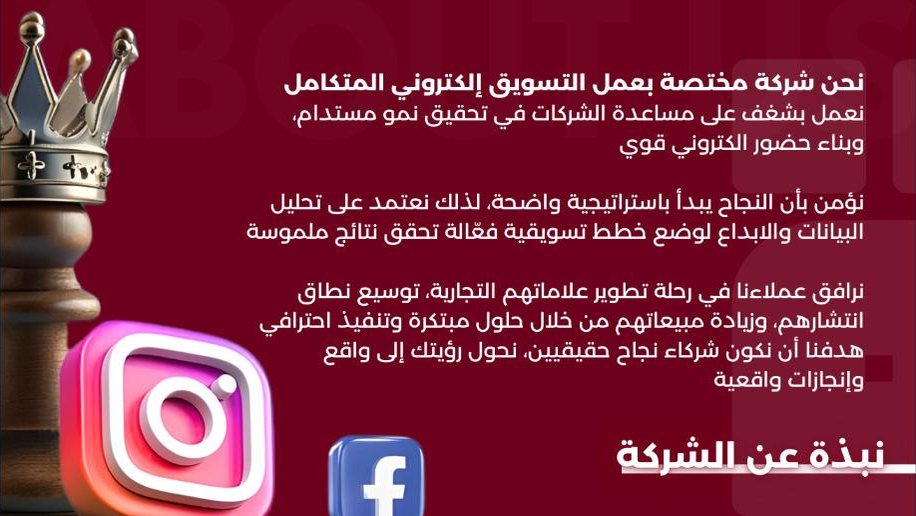 ABOUT US
نحن شركة مختصة بعمل التسويق إلكتروني المتكامل
نعمل بشغف على مساعدة الشركات في تحقيق نمو مستدام،
وبناء حضور الكتروني قوي
نؤمن بأن النجاح يبدأ باستراتيجية واضحة، لذلك نعتمد على تحليل
البيانات والابداع لوضع خطط تسويقية فعّالة تحقق نتائج ملموسة
نرافق عملاءنا في رحلة تطوير علاماتهم التجارية، توسيع نطاق
انتشارهم، وزيادة مبيعاتهم من خلال حلول مبتكرة وتنفيذ احترافي
هدفنا أن نكون شركاء نجاح حقيقيين، نحول رؤيتك إلى واقع
وإنجازات واقعية
نبذة عن الشركة